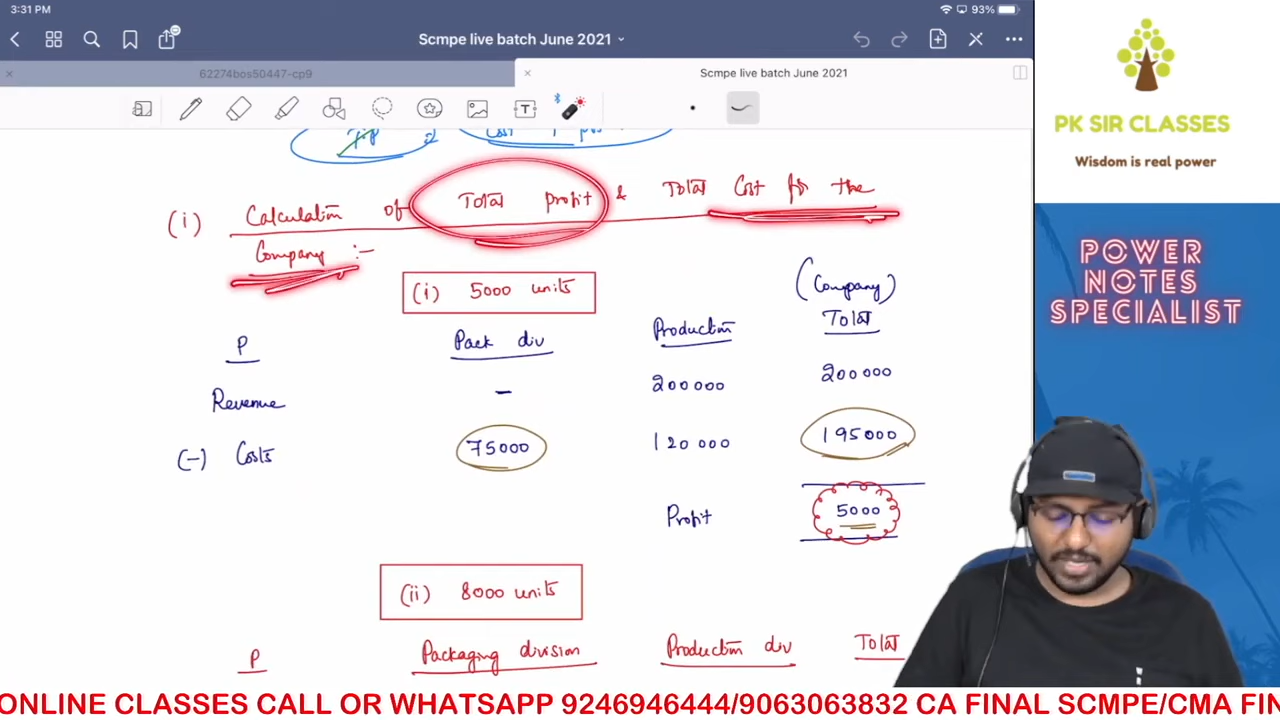 3:31 PM
93%
Scmpe live batch June 2021
62274bos50447-cp9
Scmpe live batch June 2021
PK SIR CLASSES
Wisdom is real power
POWER
NOTES
SPECIALIST
(i) Calculation of Total profit & Total Cost for the
Company :-
(i) 5000 units
(Company)
P Pack div Production Total
Revenue - 200000 200000
(-) Costs 75000 120000 195000
Profit 5000
(ii) 8000 units
P Packaging division Production div Total
ONLINE CLASSES CALL OR WHATSAPP 9246946444/9063063832 CA FINAL SCMPE/CMA FIN